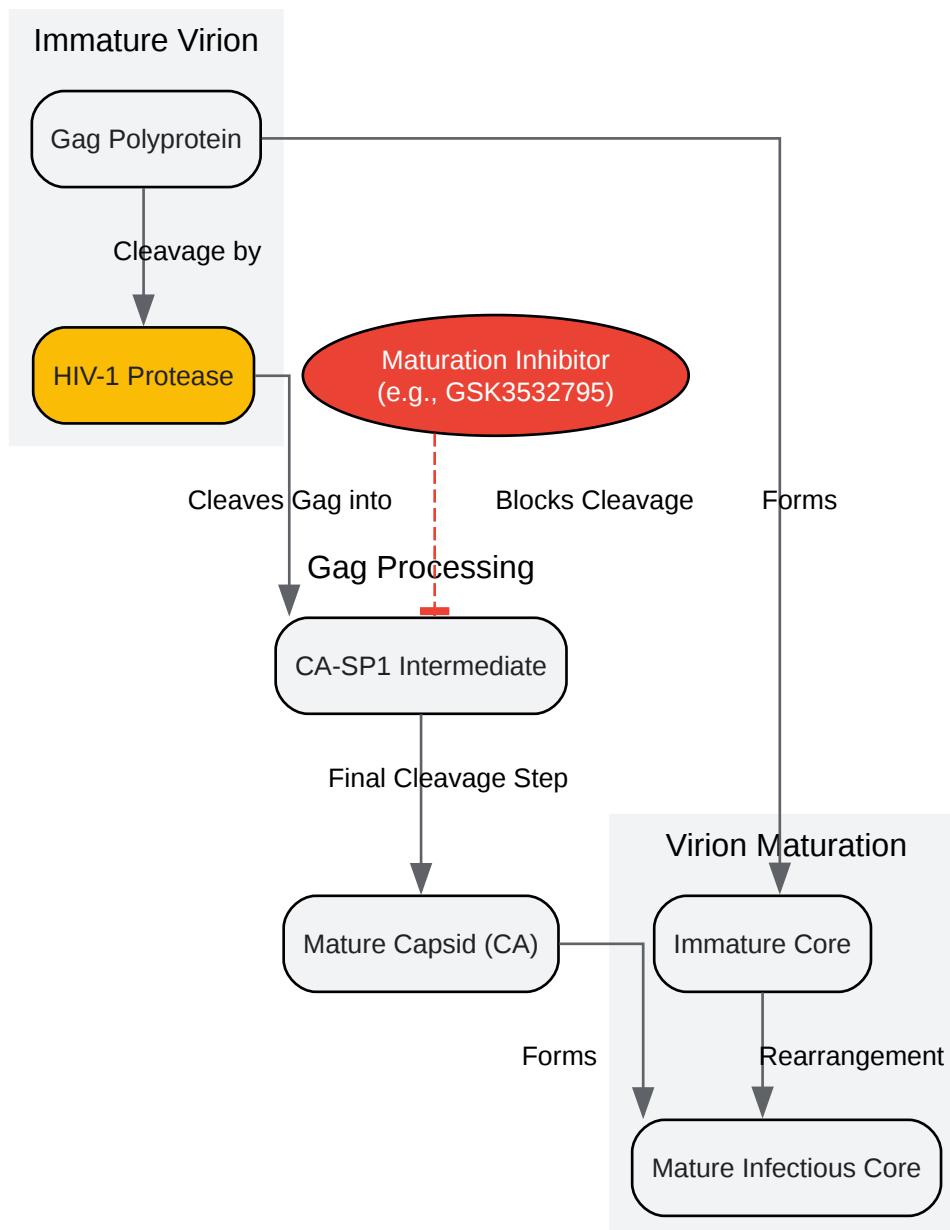 Immature Virion
Gag Polyprotein
Cleavage by
HIV-1 Protease
Maturation Inhibitor
(e.g., GSK3532795)
Cleaves Gag into
Blocks Cleavage
Forms
Gag Processing
CA-SP1 Intermediate
Final Cleavage Step
Virion Maturation
Mature Capsid (CA)
Immature Core
Forms
Rearrangement
Mature Infectious Core